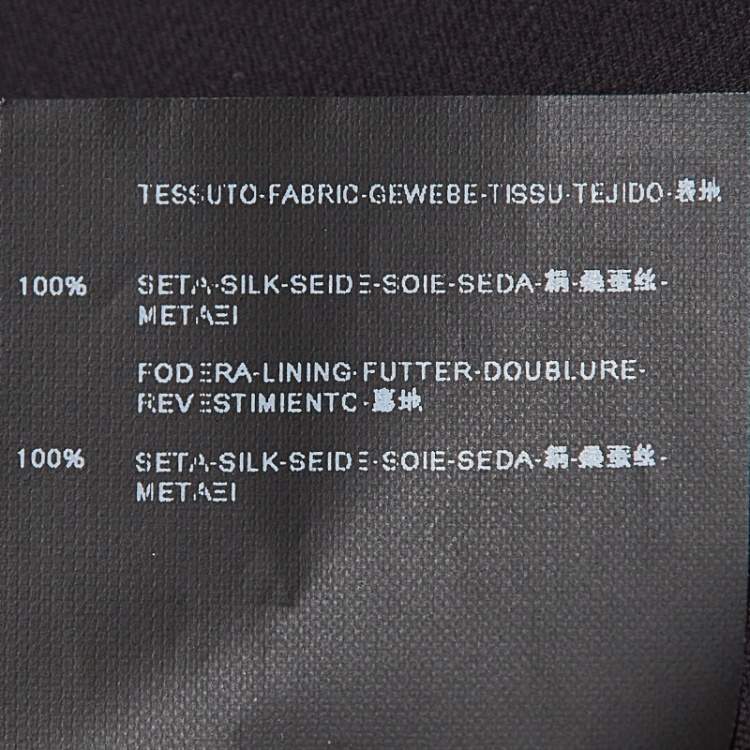 TESSUTO-FABRIC-GEWEBE-TISSU-TEJIDO-表地
100% SETA-SILK-SEIDE-SOIE-SEDA-絹-桑蚕丝-
METAΞI
FODERA-LINING-FUTTER-DOUBLURE-
REVESTIMIENTO-裏地
100% SETA-SILK-SEIDE-SOIE-SEDA-絹-桑蚕丝-
METAΞI